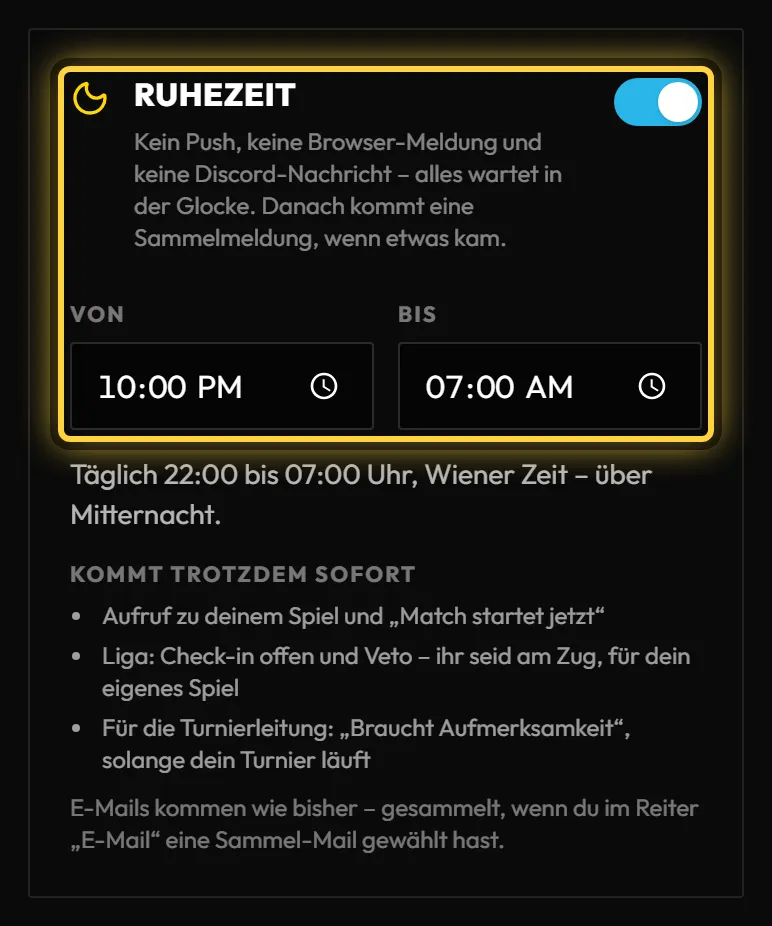 RUHEZEIT
Kein Push, keine Browser-Meldung und
keine Discord-Nachricht – alles wartet in
der Glocke. Danach kommt eine
Sammelmeldung, wenn etwas kam.
VON
BIS
10:00 PM
07:00 AM
Täglich 22:00 bis 07:00 Uhr, Wiener Zeit – über
Mitternacht.
KOMMT TROTZDEM SOFORT
• Aufruf zu deinem Spiel und „Match startet jetzt“
• Liga: Check-in offen und Veto – ihr seid am Zug, für dein
eigenes Spiel
• Für die Turnierleitung: „Braucht Aufmerksamkeit“,
solange dein Turnier läuft
E-Mails kommen wie bisher – gesammelt, wenn du im Reiter
„E-Mail“ eine Sammel-Mail gewählt hast.